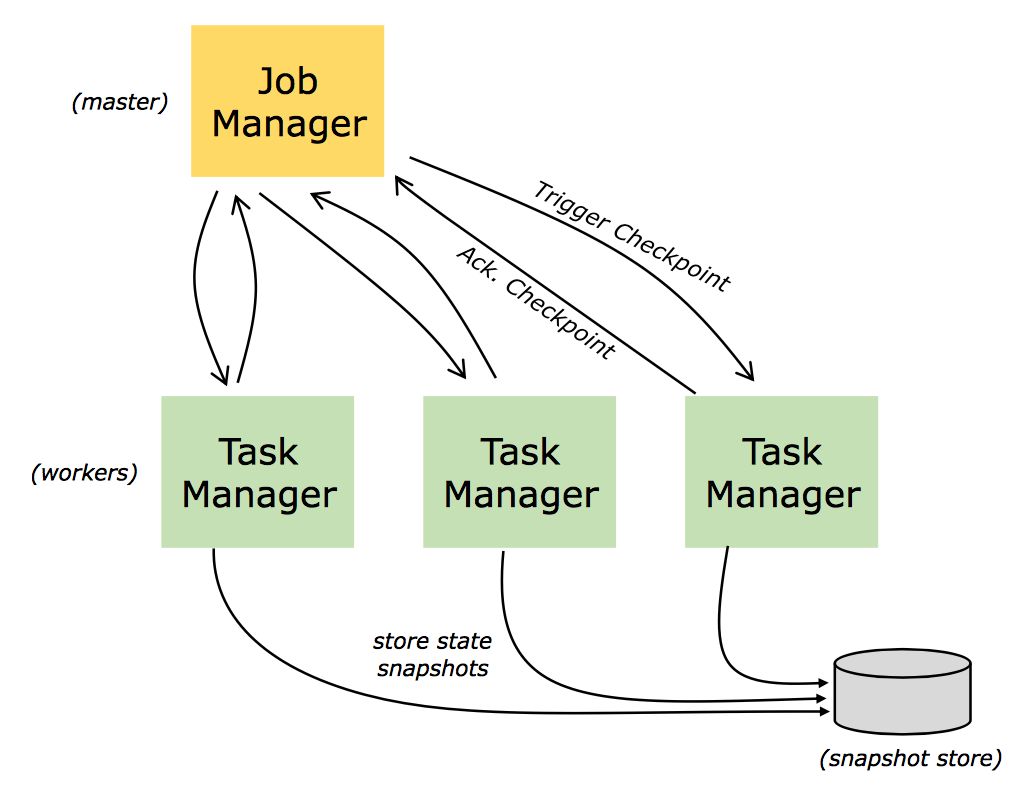 (master)
Job
Manager
Trigger Checkpoint
Ack. Checkpoint
(workers)
Task
Manager
Task
Manager
Task
Manager
store state
snapshots
(snapshot store)